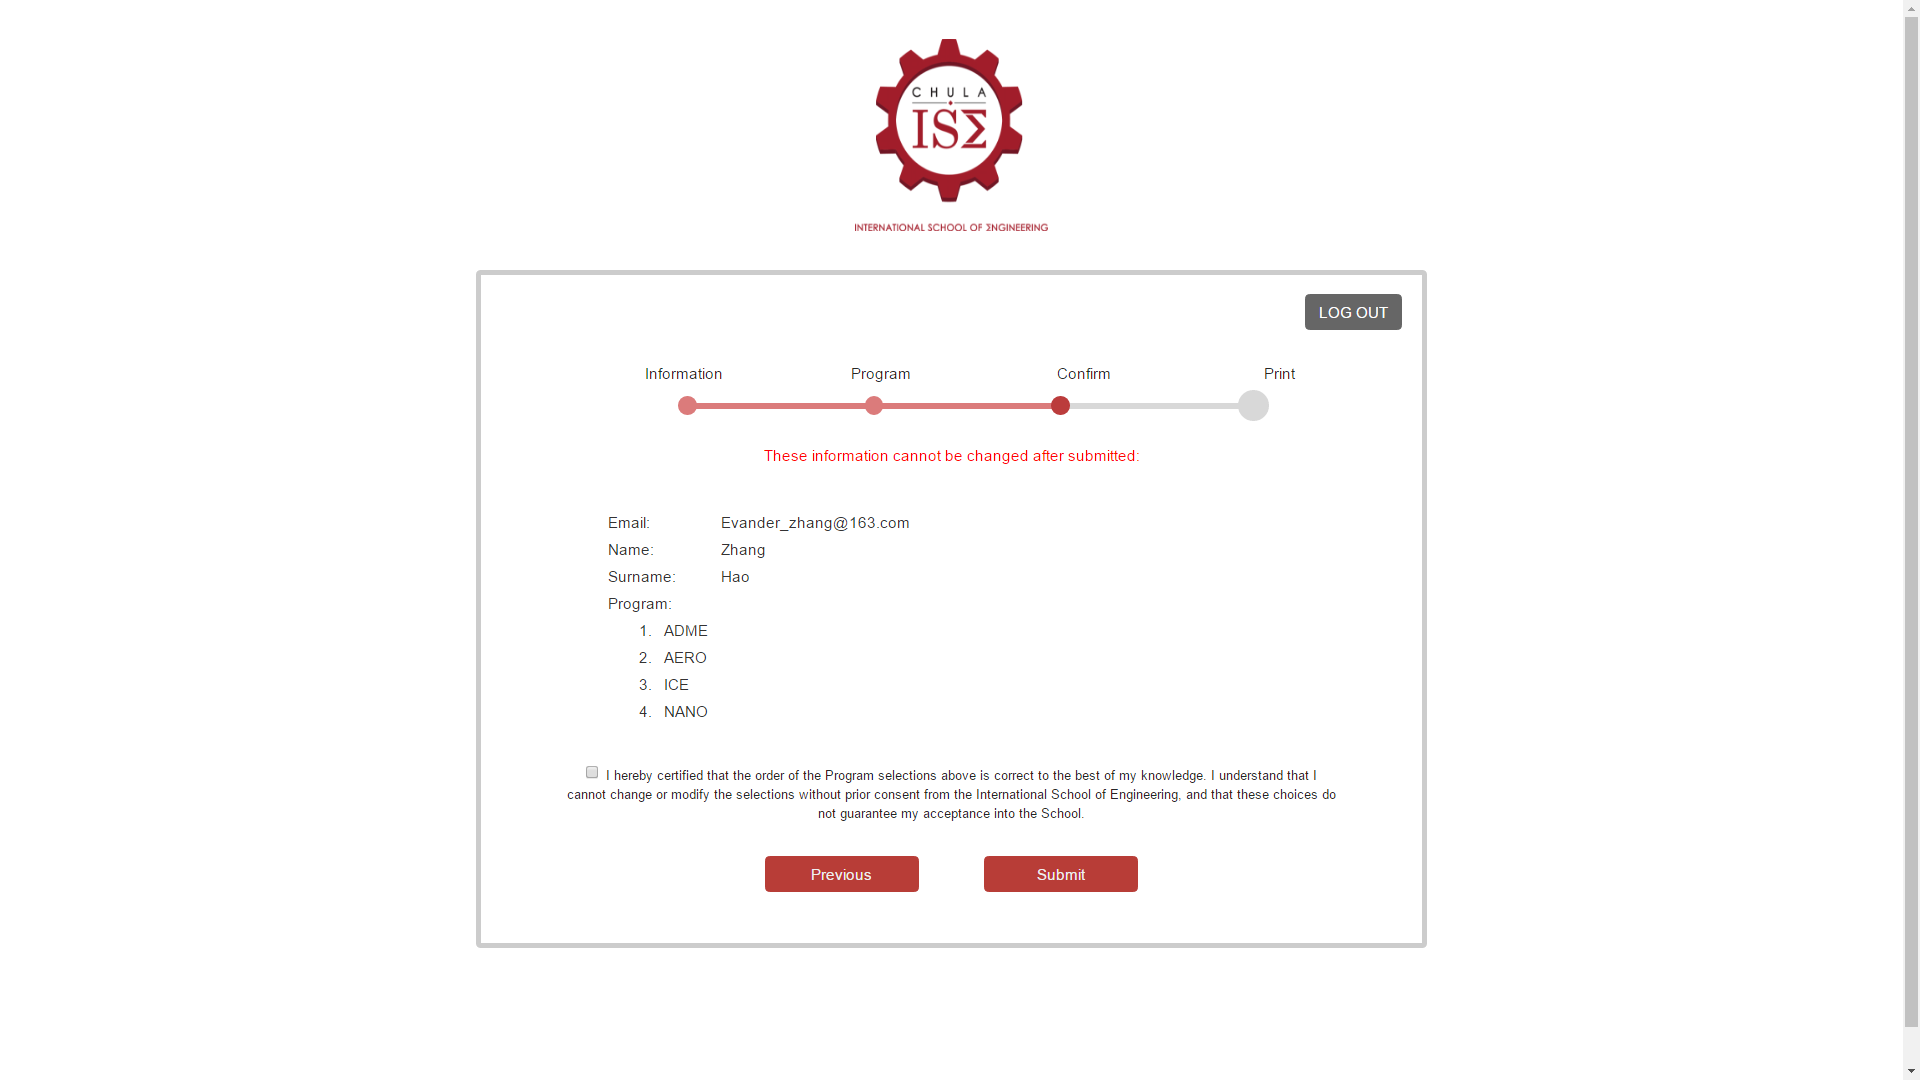 CHULA
ISΣ
INTERNATIONAL SCHOOL OF ΣNGINEERING
LOG OUT
Information Program Confirm Print
These information cannot be changed after submitted:
Email: Evander_zhang@163.com
Name: Zhang
Surname: Hao
Program:
1. ADME
2. AERO
3. ICE
4. NANO
I hereby certified that the order of the Program selections above is correct to the best of my knowledge. I understand that I
cannot change or modify the selections without prior consent from the International School of Engineering, and that these choices do
not guarantee my acceptance into the School.
Previous Submit